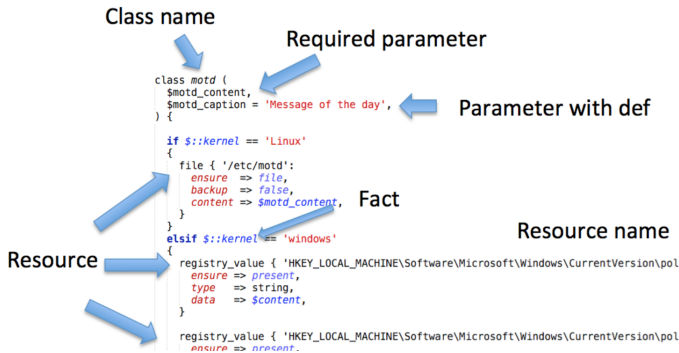 Class name
Required parameter
class motd (
$motd_content,
$motd_caption = 'Message of the day',
Parameter with def
) {
if $::kernel == 'Linux'
{
file { '/etc/motd':
ensure => file,
backup => false,
content => $motd_content,
}
Fact
}
elsif $::kernel == 'windows'
Resource name
{
Resource
registry_value { 'HKEY_LOCAL_MACHINE\Software\Microsoft\Windows\CurrentVersion\pol
ensure => present,
type => string,
data => $content,
}
registry_value { 'HKEY_LOCAL_MACHINE\Software\Microsoft\Windows\CurrentVersion\pol
ensure => present,